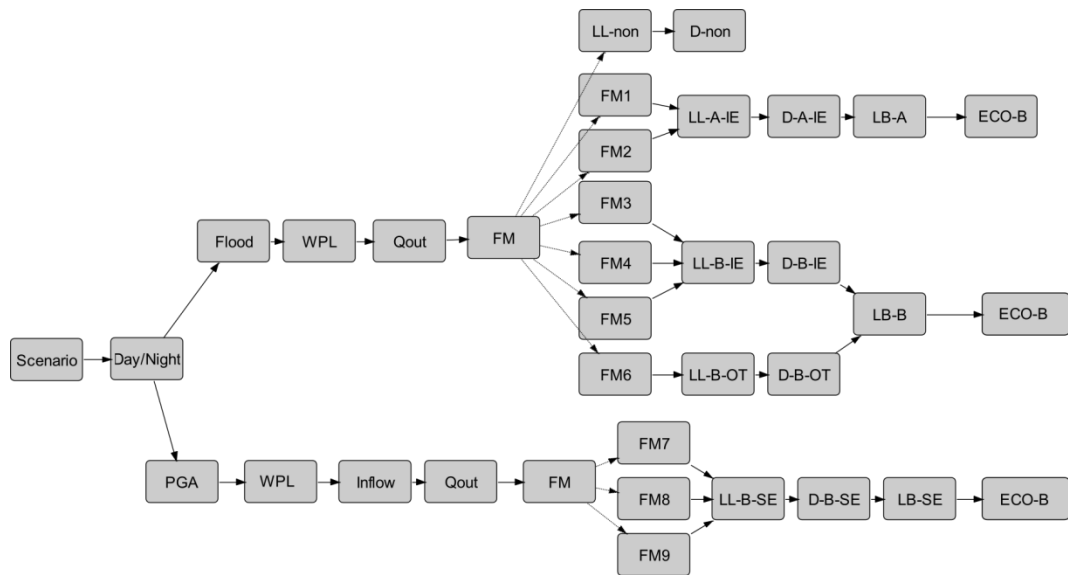 LL-non
D-non
FM1
FM2
LL-A-IE
D-A-IE
LB-A
ECO-B
FM3
FM4
FM5
LL-B-IE
D-B-IE
Flood
WPL
Qout
FM
LB-B
ECO-B
Scenario
Day/Night
FM6
LL-B-OT
D-B-OT
PGA
WPL
Inflow
Qout
FM
FM7
FM8
FM9
LL-B-SE
D-B-SE
LB-SE
ECO-B